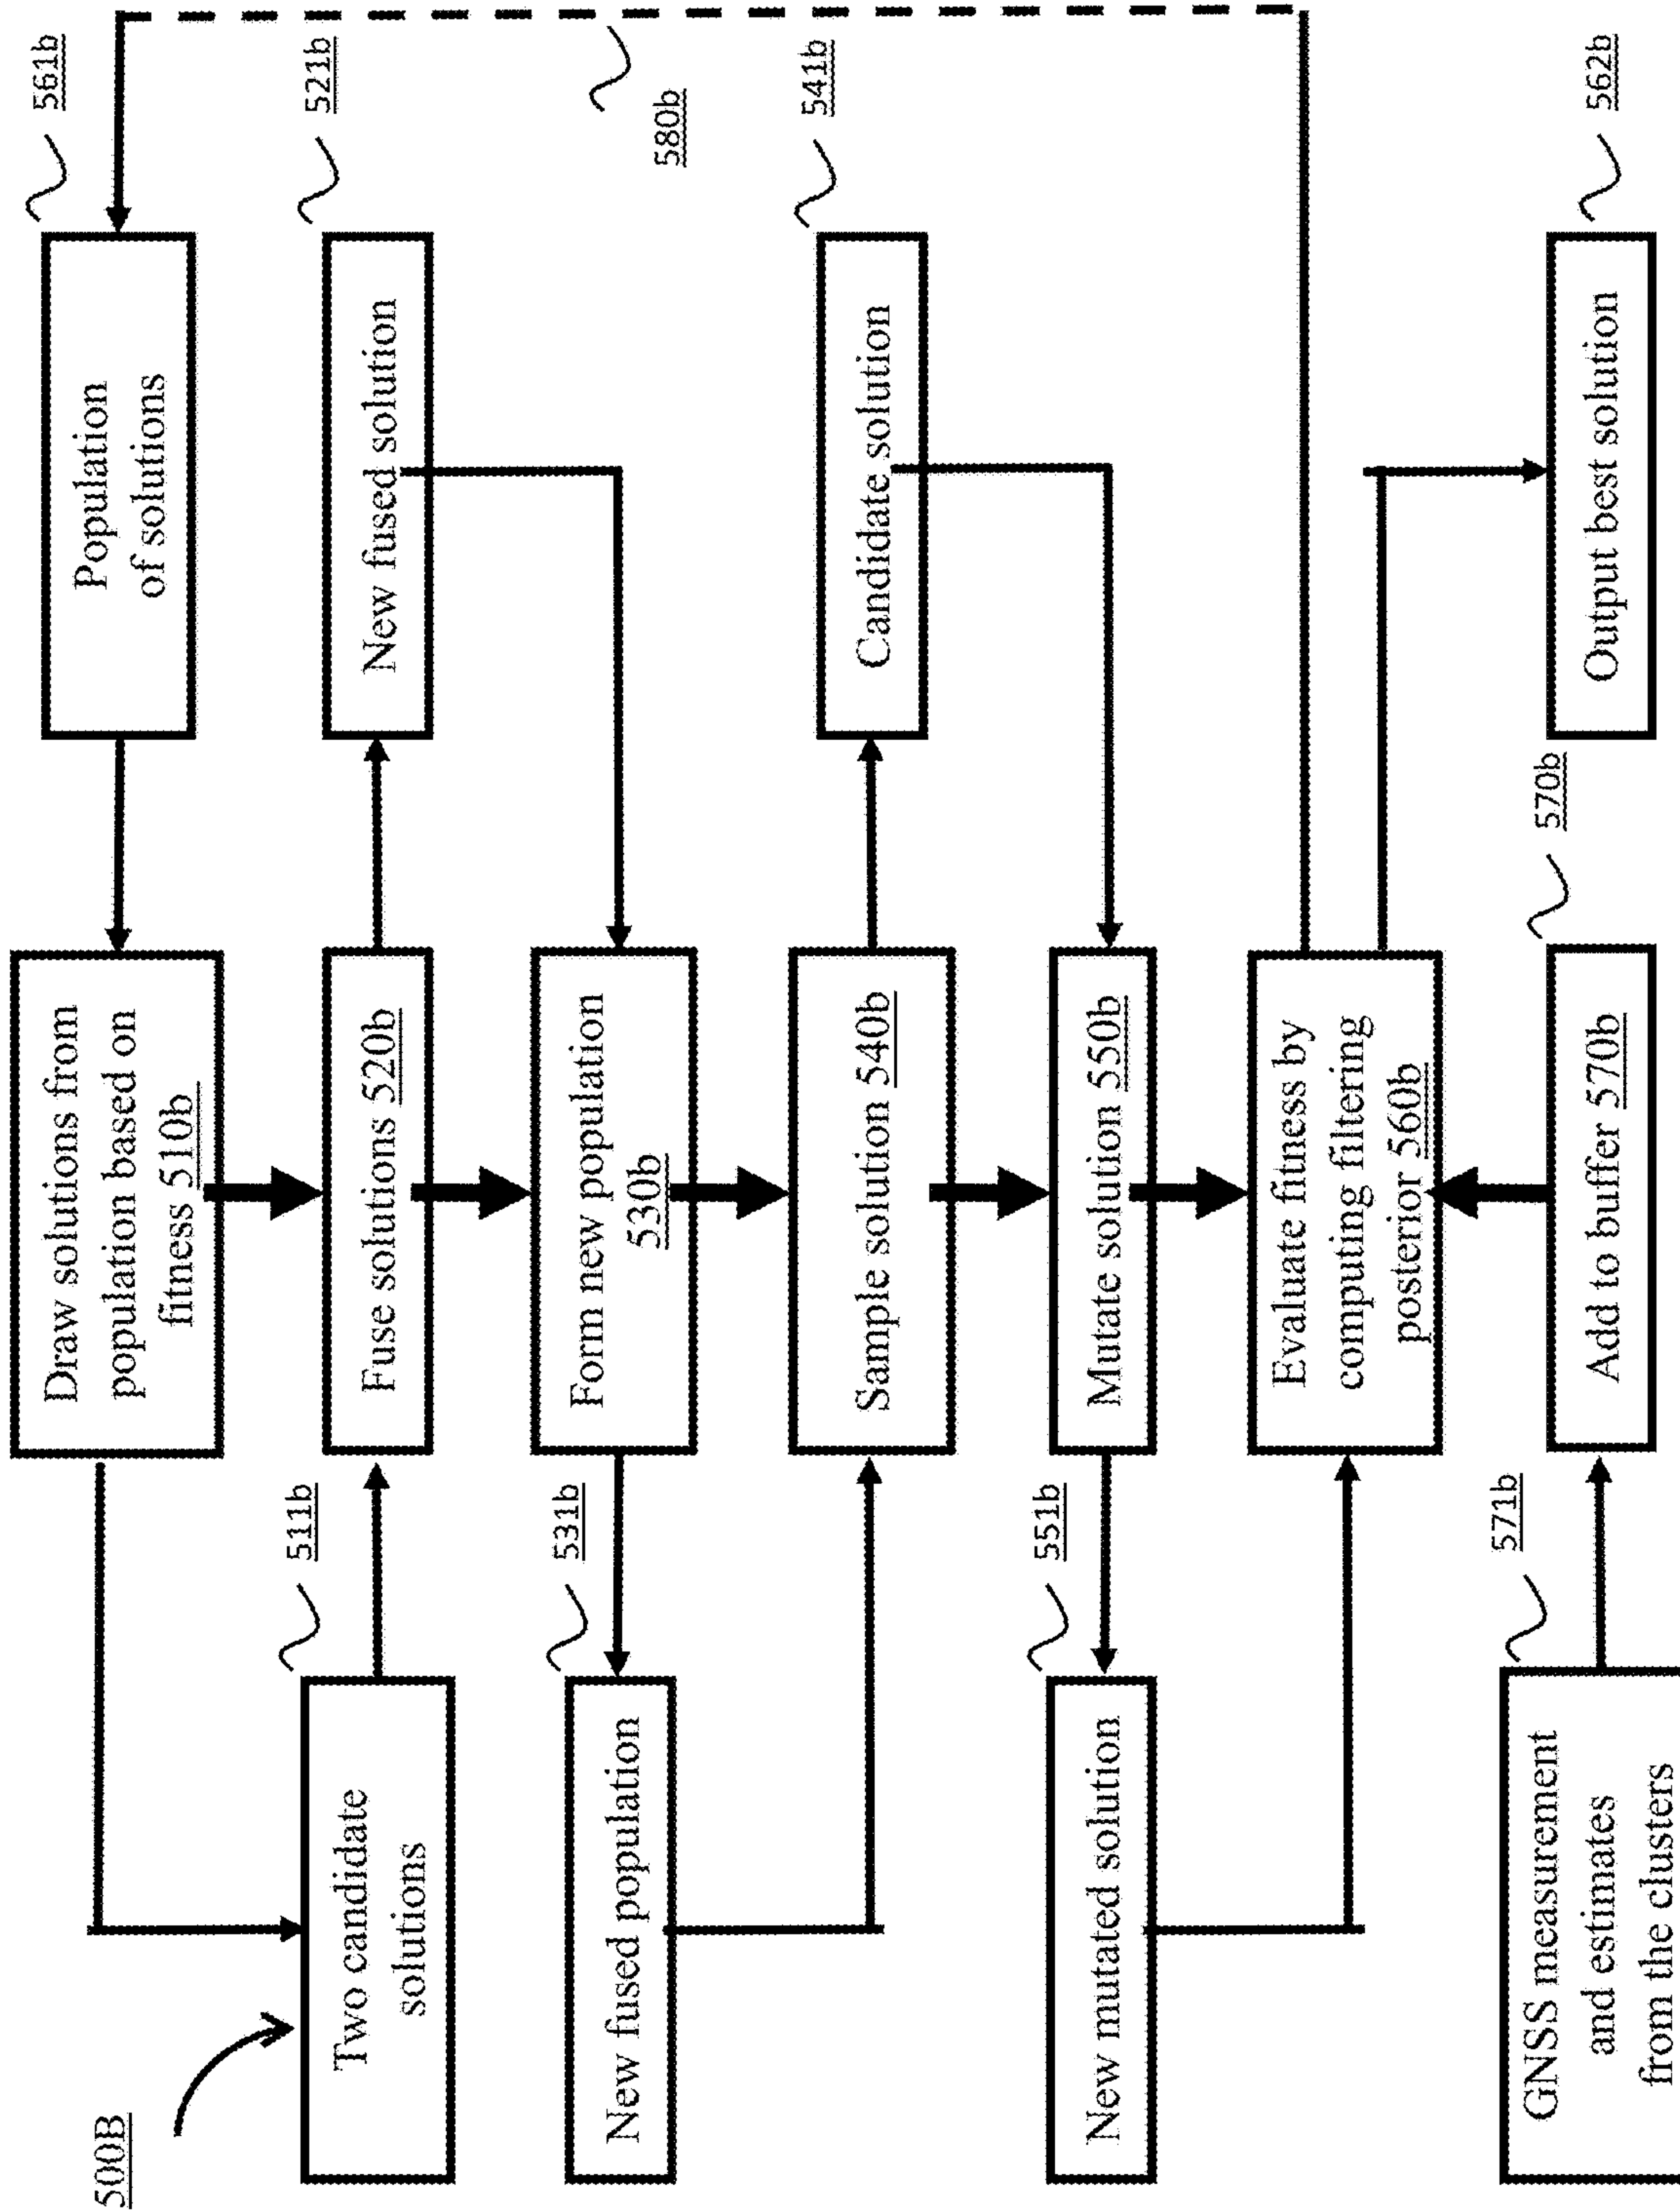 500B
Draw solutions from
population based on
fitness 510b
Population
of solutions
561b
Two candidate
solutions
511b
Fuse solutions 520b
New fused solution
521b
New fused population
531b
Form new population
530b
580b
Sample solution 540b
Candidate solution
541b
New mutated solution
551b
Mutate solution 550b
Evaluate fitness by
computing filtering
posterior 560b
GNSS measurement
and estimates
from the clusters
571b
Add to buffer 570b
570b
Output best solution
562b